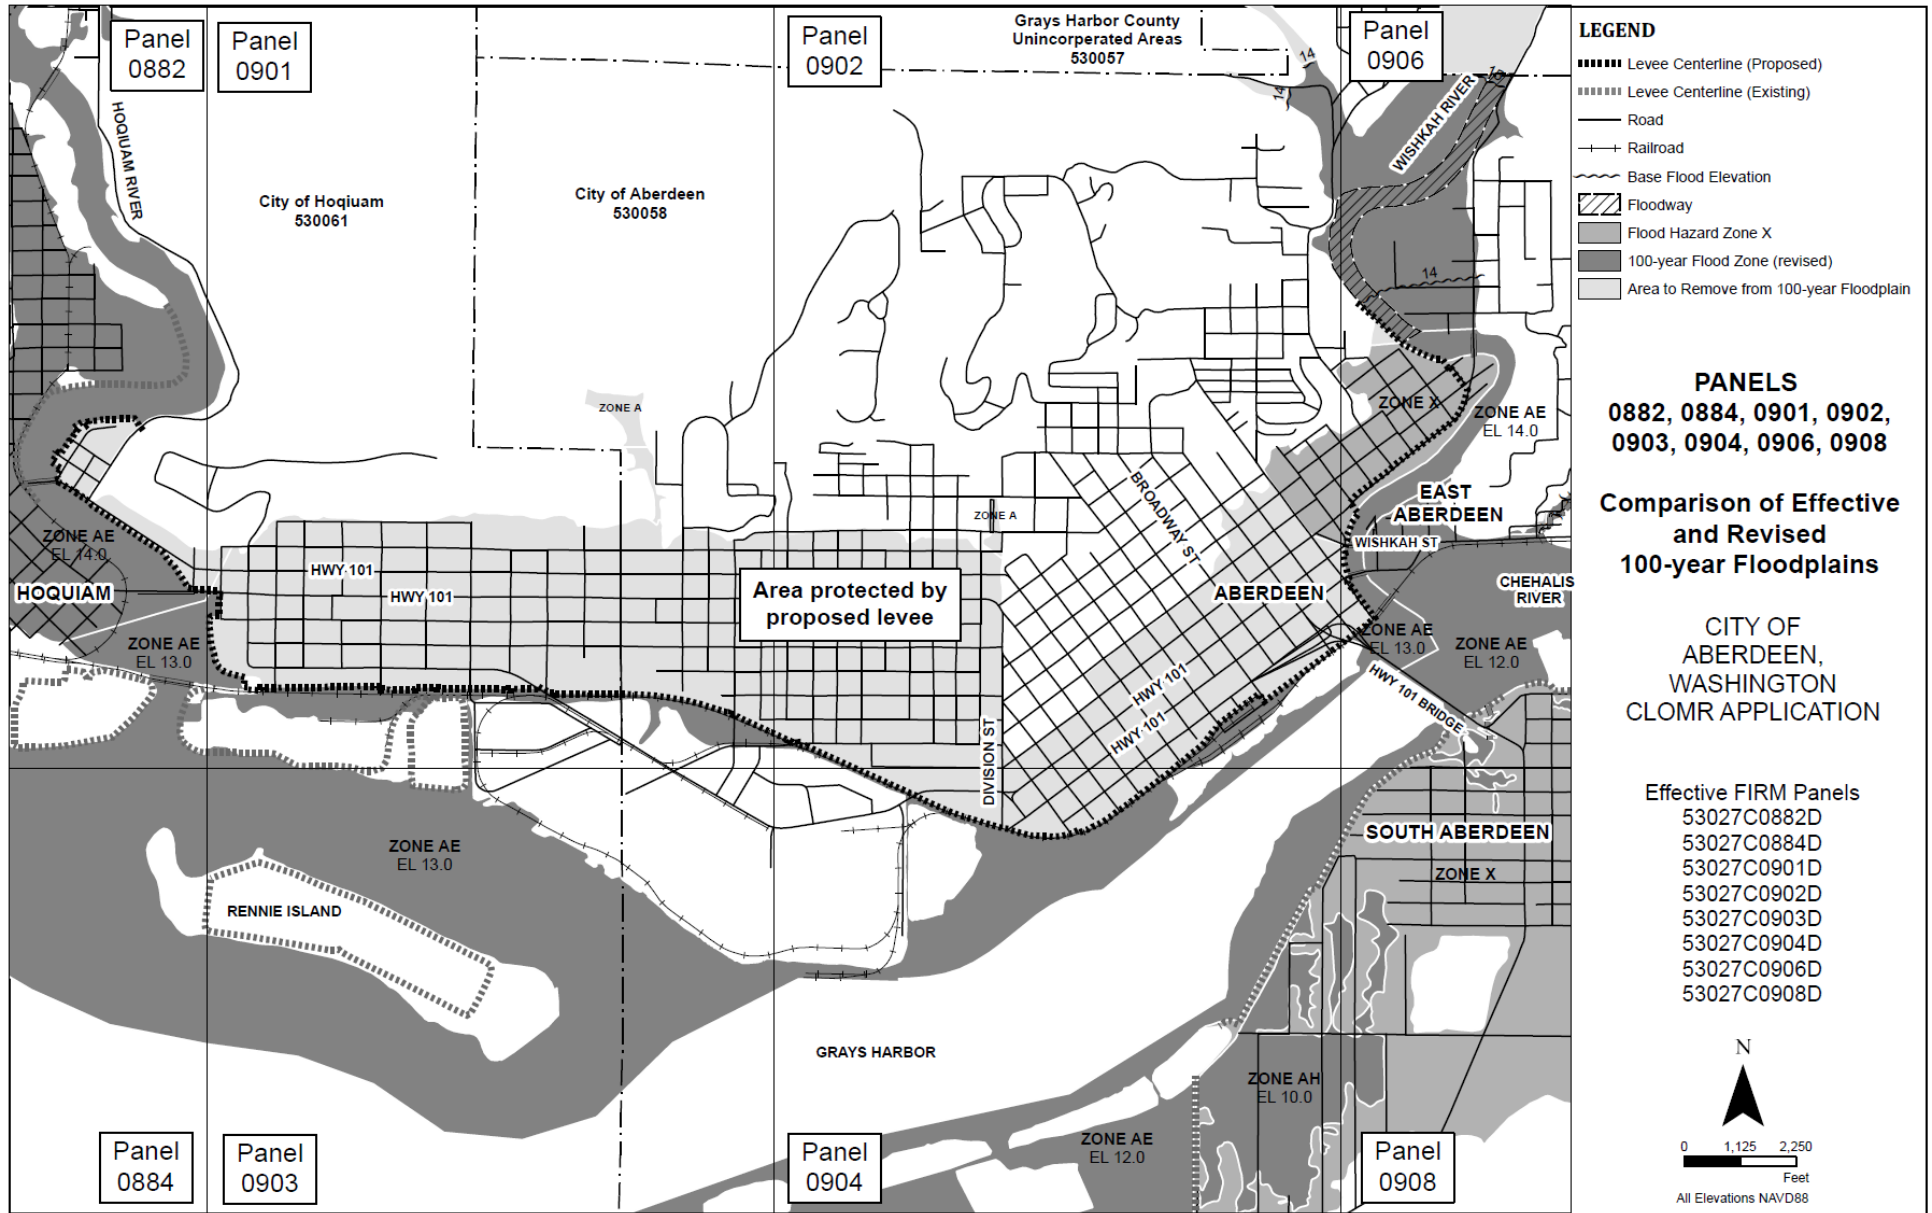 Panel
0882
Panel
0901
Panel
0902
Grays Harbor County
Unincorperated Areas
530057
Panel
0906
14
14
13
HOQUIAM RIVER
WISHKAH RIVER
City of Hoquiam
530061
City of Aberdeen
530058
14
ZONE A
ZONE X
ZONE AE
EL 14.0
BROADWAY ST
EAST
ABERDEEN
ZONE A
WISHKAH ST
ZONE AE
EL 14.0
HOQUIAM
HWY 101
HWY 101
Area protected by
proposed levee
ABERDEEN
CHEHALIS
RIVER
ZONE AE
EL 13.0
ZONE AE
EL 13.0
ZONE AE
EL 12.0
HWY 101
HWY 101
HWY 101 BRIDGE
DIVISION ST
SOUTH ABERDEEN
ZONE X
ZONE AE
EL 13.0
RENNIE ISLAND
GRAYS HARBOR
ZONE AH
EL 10.0
ZONE AE
EL 12.0
Panel
0884
Panel
0903
Panel
0904
Panel
0908
LEGEND
Levee Centerline (Proposed)
Levee Centerline (Existing)
Road
Railroad
Base Flood Elevation
Floodway
Flood Hazard Zone X
100-year Flood Zone (revised)
Area to Remove from 100-year Floodplain
PANELS
0882, 0884, 0901, 0902,
0903, 0904, 0906, 0908
Comparison of Effective
and Revised
100-year Floodplains
CITY OF
ABERDEEN,
WASHINGTON
CLOMR APPLICATION
Effective FIRM Panels
53027C0882D
53027C0884D
53027C0901D
53027C0902D
53027C0903D
53027C0904D
53027C0906D
53027C0908D
N
0 1,125 2,250
Feet
All Elevations NAVD88